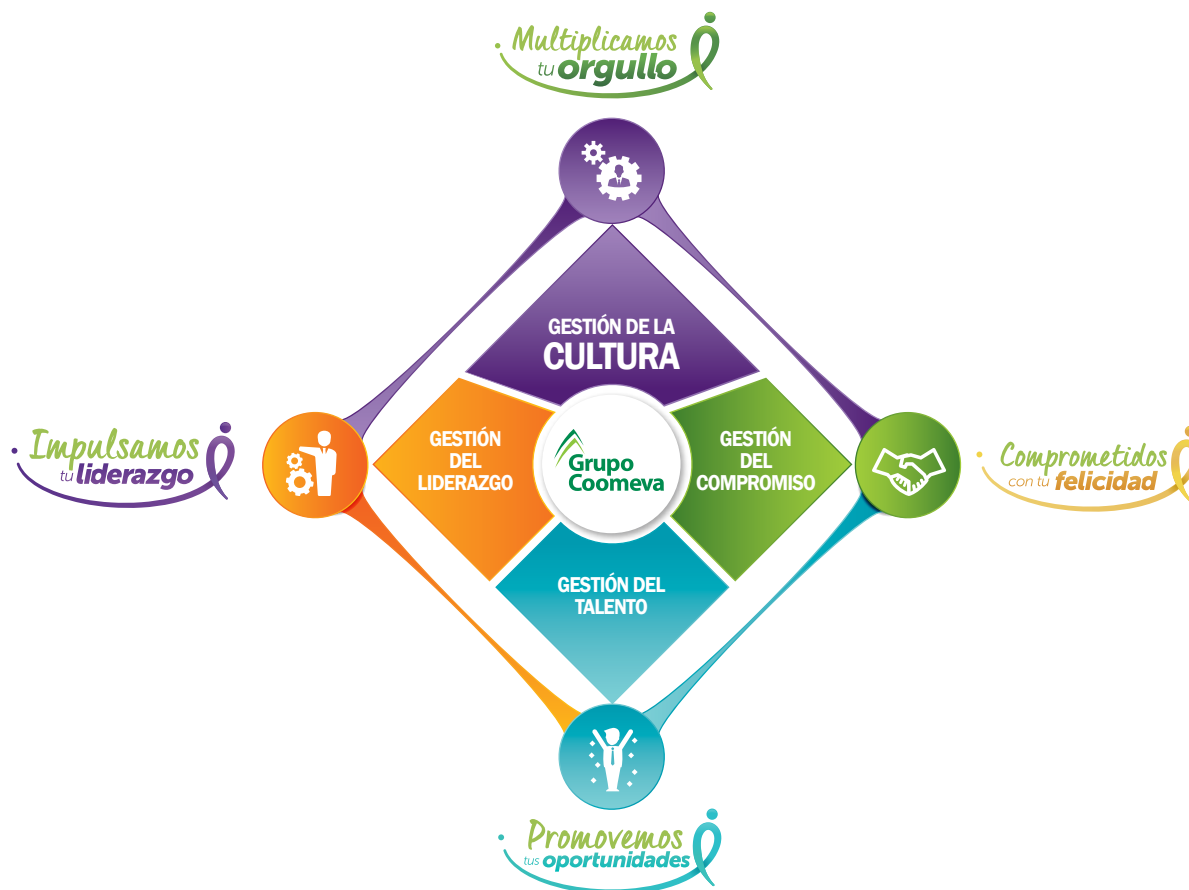 Multiplicamos
tu orgullo
GESTIÓN DE LA
CULTURA
Impulsamos
tu liderazgo
GESTIÓN
DEL
LIDERAZGO
Grupo
Coomeva
GESTIÓN
DEL
COMPROMISO
Comprometidos
con tu felicidad
GESTIÓN DEL
TALENTO
Promovemos
tus oportunidades